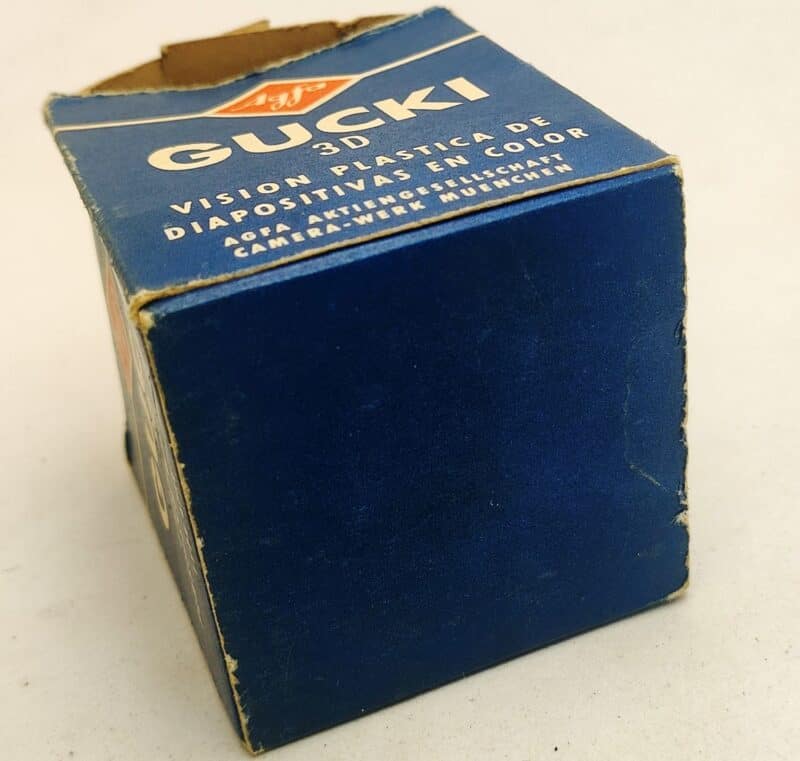 Agfa
GUCKI
3D
VISION PLASTICA DE
DIAPOSITIVAS EN COLOR
AGFA AKTIENGESELLSCHAFT
CAMERA-WERK MUENCHEN